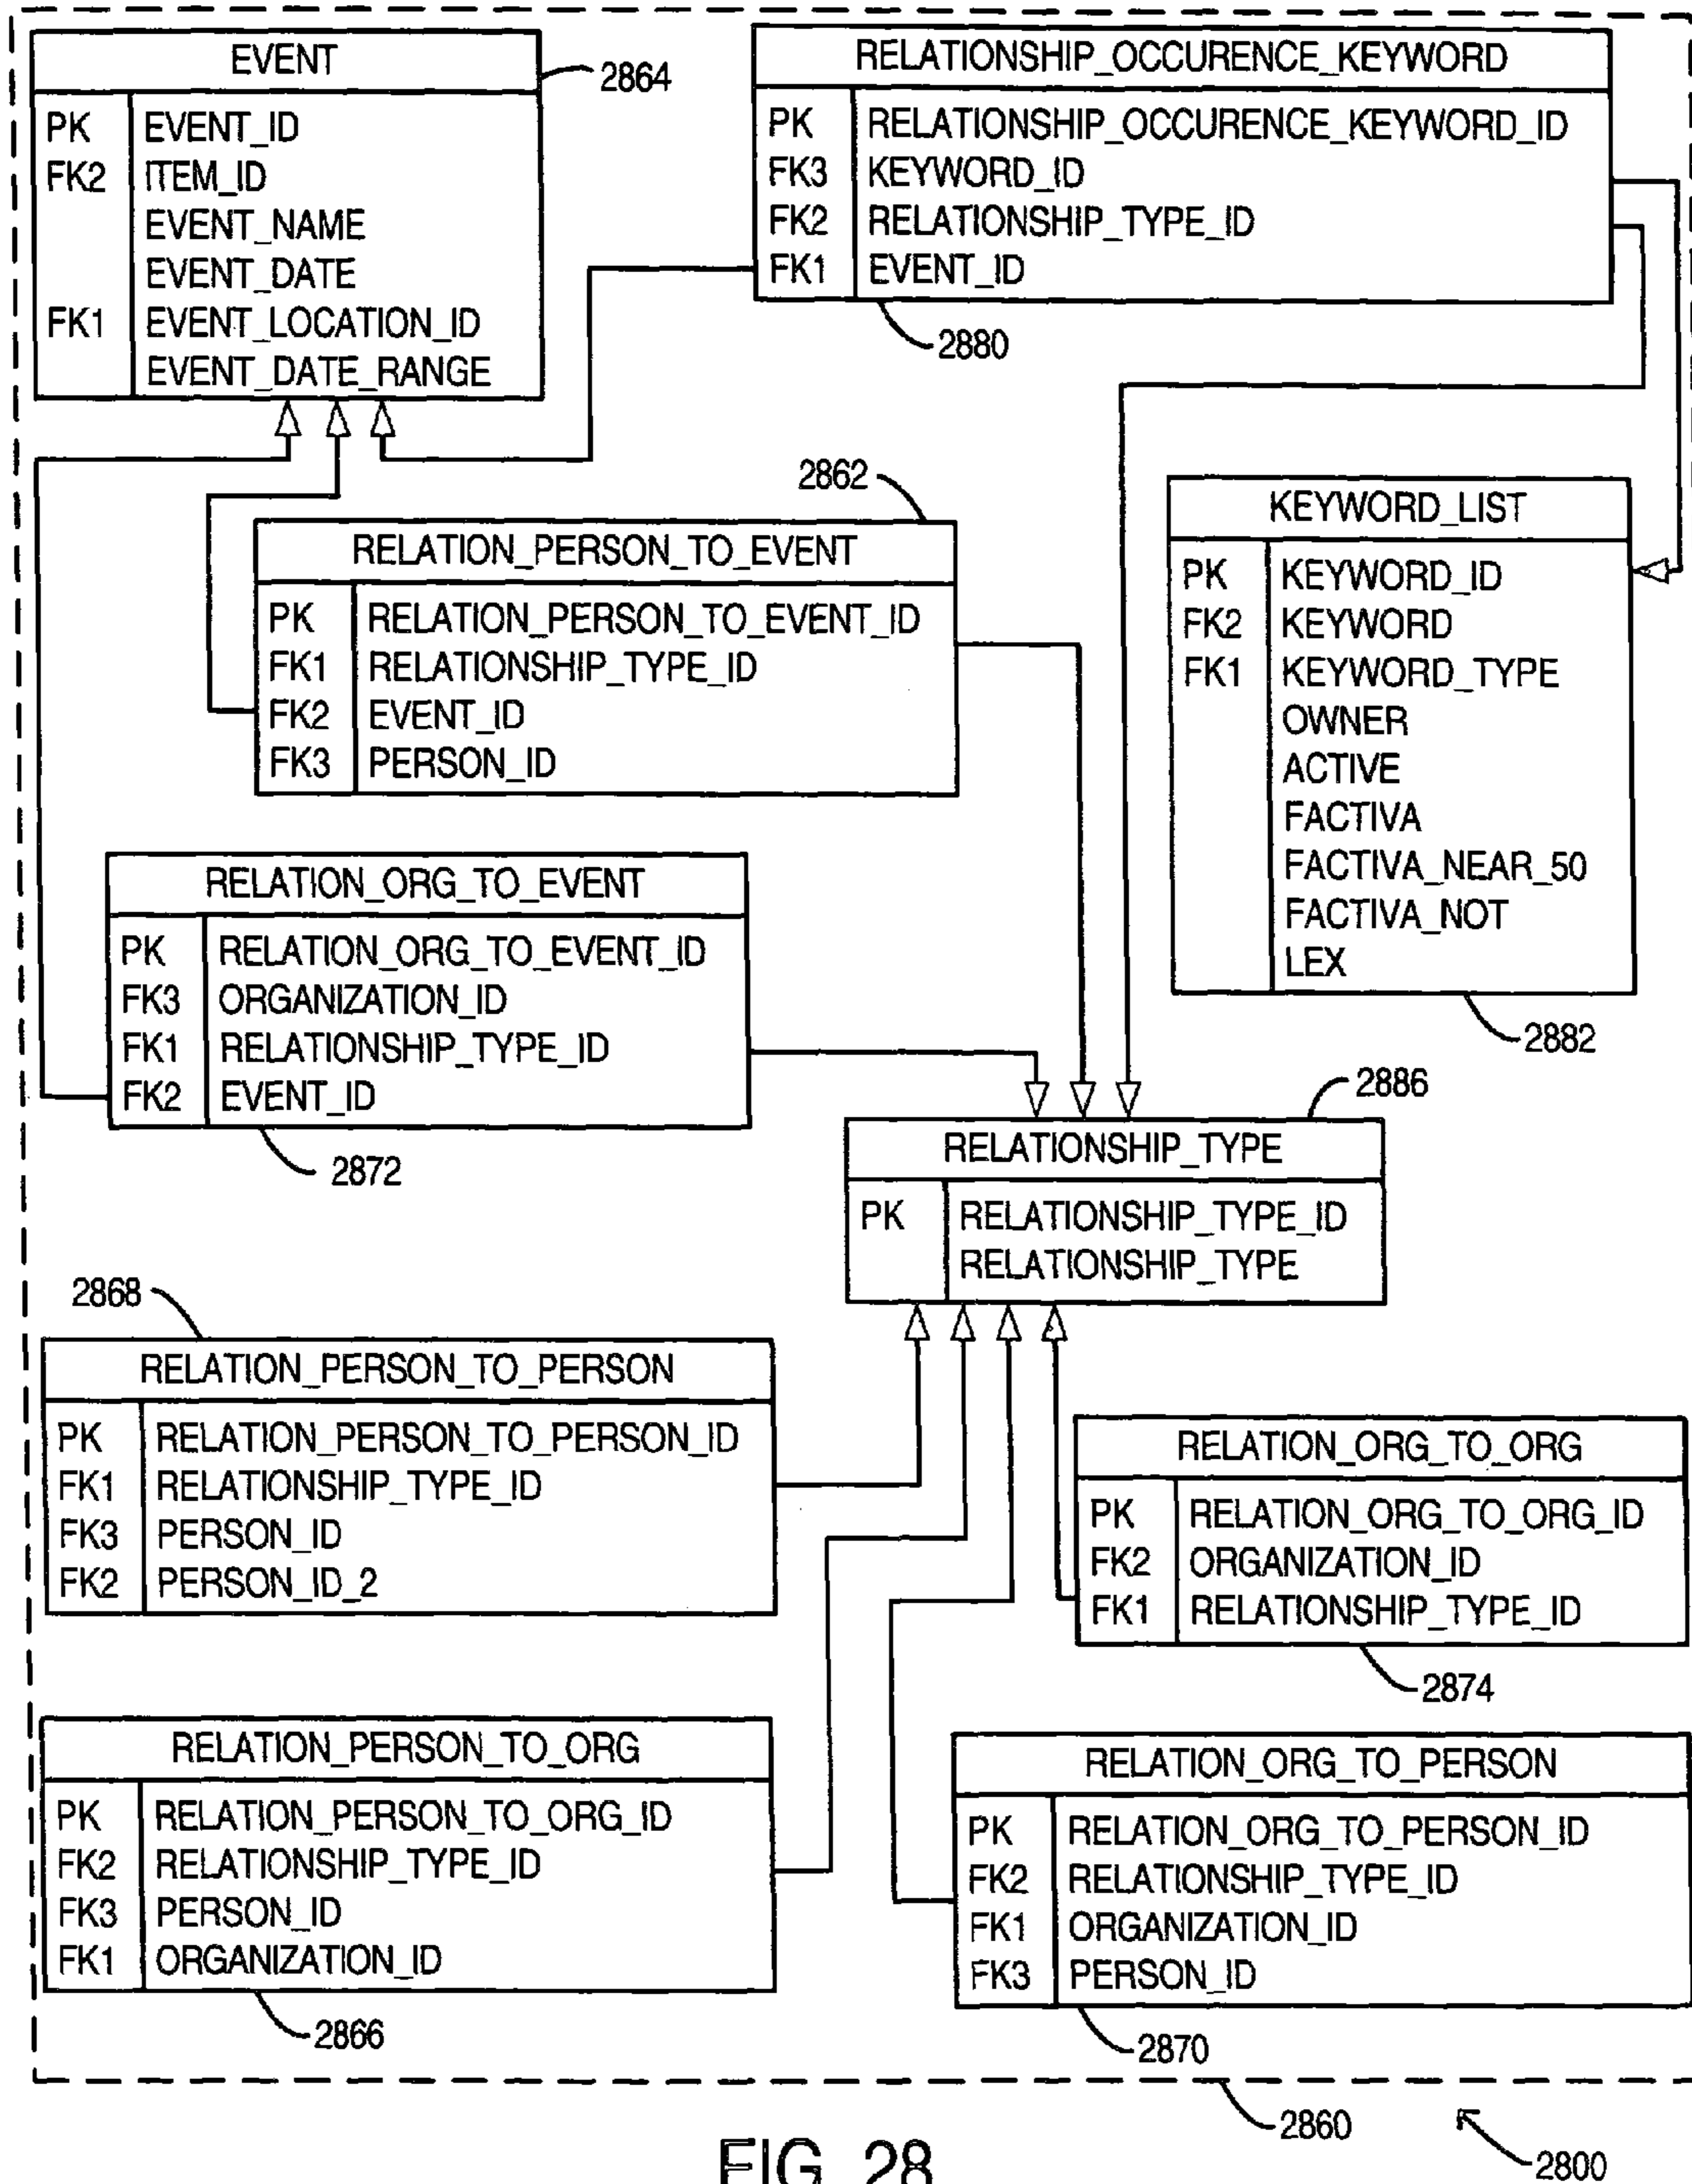 EVENT
2864
PK EVENT_ID
FK2 ITEM_ID
EVENT_NAME
EVENT_DATE
FK1 EVENT_LOCATION_ID
EVENT_DATE_RANGE
RELATIONSHIP_OCCURENCE_KEYWORD
PK RELATIONSHIP_OCCURENCE_KEYWORD_ID
FK3 KEYWORD_ID
FK2 RELATIONSHIP_TYPE_ID
FK1 EVENT_ID
2880
2862
RELATION_PERSON_TO_EVENT
PK RELATION_PERSON_TO_EVENT_ID
FK1 RELATIONSHIP_TYPE_ID
FK2 EVENT_ID
FK3 PERSON_ID
KEYWORD_LIST
PK KEYWORD_ID
FK2 KEYWORD
FK1 KEYWORD_TYPE
OWNER
ACTIVE
FACTIVA
FACTIVA_NEAR_50
FACTIVA_NOT
LEX
2882
RELATION_ORG_TO_EVENT
PK RELATION_ORG_TO_EVENT_ID
FK3 ORGANIZATION_ID
FK1 RELATIONSHIP_TYPE_ID
FK2 EVENT_ID
2872
2886
RELATIONSHIP_TYPE
PK RELATIONSHIP_TYPE_ID
RELATIONSHIP_TYPE
2868
RELATION_PERSON_TO_PERSON
PK RELATION_PERSON_TO_PERSON_ID
FK1 RELATIONSHIP_TYPE_ID
FK3 PERSON_ID
FK2 PERSON_ID_2
RELATION_ORG_TO_ORG
PK RELATION_ORG_TO_ORG_ID
FK2 ORGANIZATION_ID
FK1 RELATIONSHIP_TYPE_ID
2874
RELATION_PERSON_TO_ORG
PK RELATION_PERSON_TO_ORG_ID
FK2 RELATIONSHIP_TYPE_ID
FK3 PERSON_ID
FK1 ORGANIZATION_ID
2866
RELATION_ORG_TO_PERSON
PK RELATION_ORG_TO_PERSON_ID
FK2 RELATIONSHIP_TYPE_ID
FK1 ORGANIZATION_ID
FK3 PERSON_ID
2870
2860
2800
FIG. 28